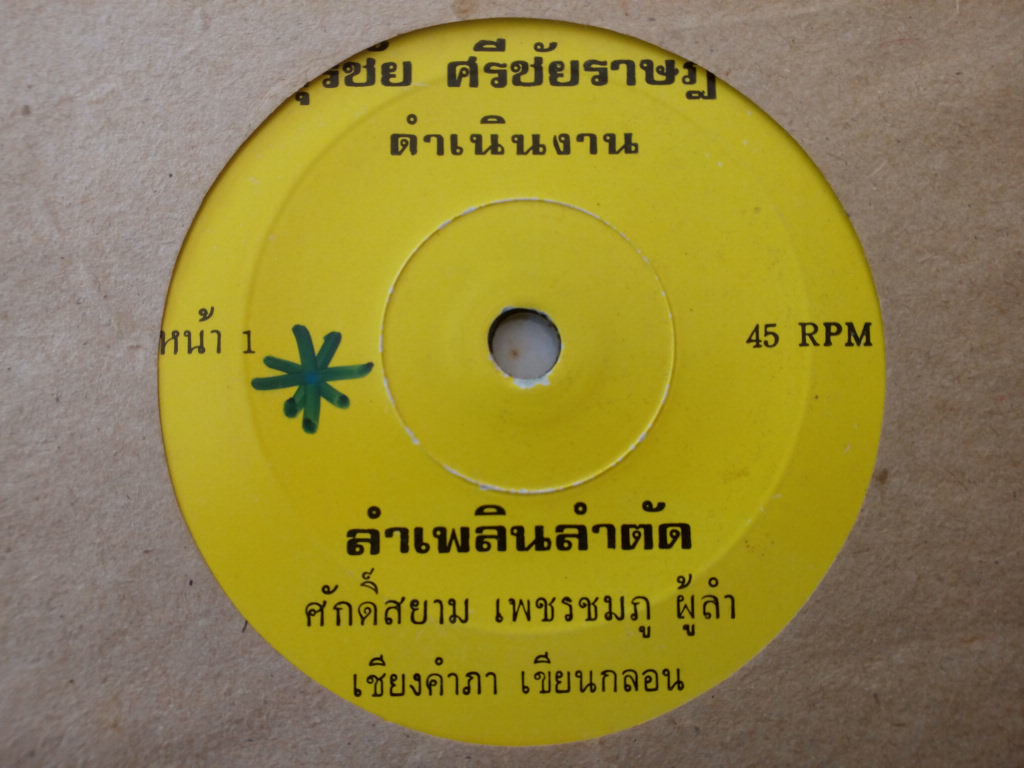 ศรีชัยราษฎ
ดำเนินงาน
หน้า 1
45 RPM
ลำเพลินลำตัด
ศักดิ์สยาม เพชรชมภู ผู้ลำ
เชียงคำภา เขียนกลอน